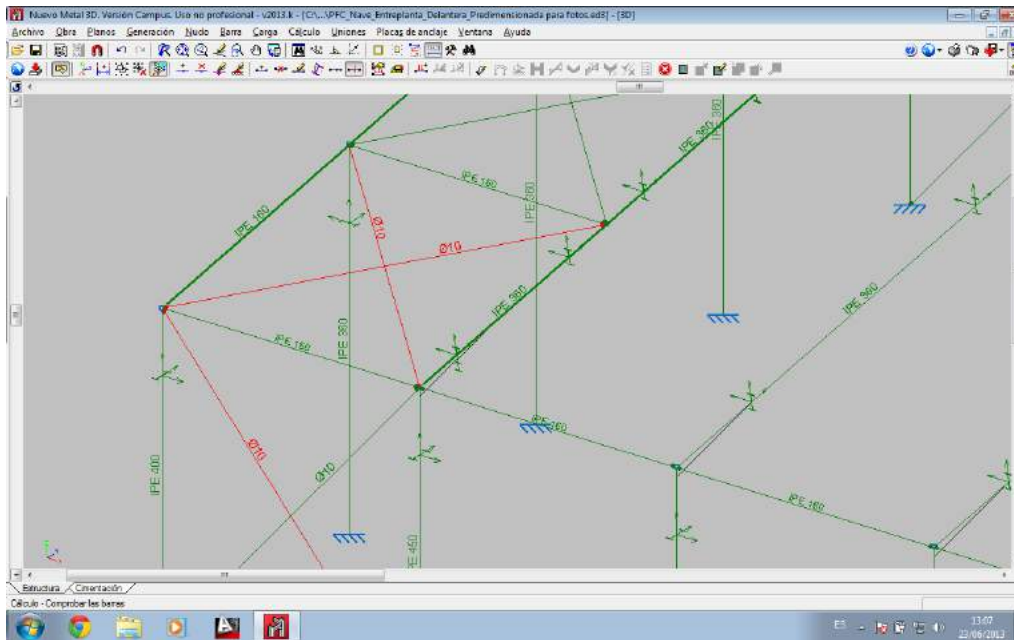 Nuevo Metal 3D. Versión Campus. Uso no profesional - v2013.k - [C:\...\PFC_Nave_Entreplanta_Delantera_Predimensionada para fotos.ed3] - [3D]
Archivo Obra Planos Generación Nudo Barra Carga Cálculo Uniones Placas de anclaje Ventana Ayuda
IPE 360
IPE 360
IPE 160
IPE 160
IPE 360
Ø10
Ø10
IPE 360
IPE 360
IPE 360
IPE 160
IPE 160
Ø10
Ø10
IPE 400
IPE 160
IPE 450
Estructura Cimentación
Cálculo - Comprobar las barras
ES
13:07
23/06/2013